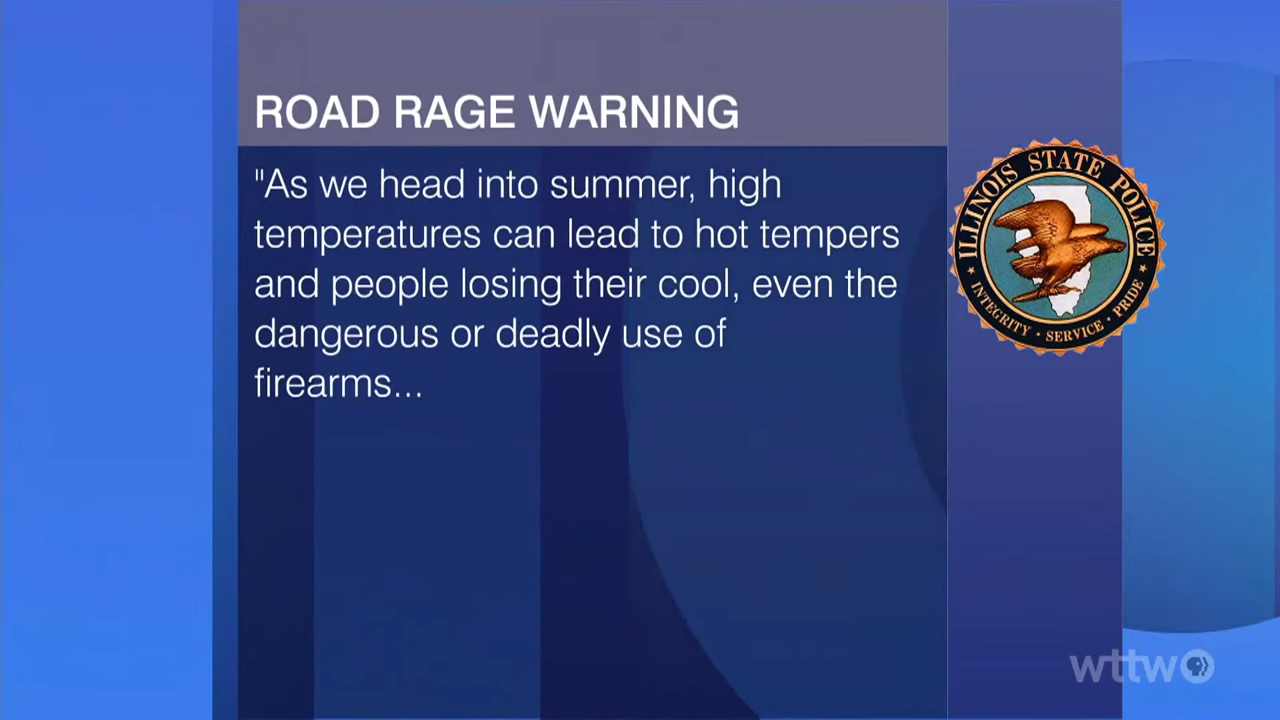 ROAD RAGE WARNING
"As we head into summer, high
temperatures can lead to hot tempers
and people losing their cool, even the
dangerous or deadly use of
firearms...
ILLINOIS STATE POLICE
INTEGRITY · SERVICE · PRIDE
wttw